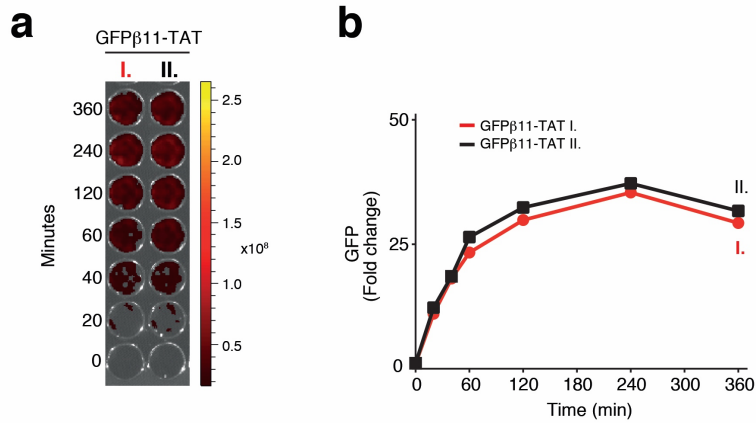 a
GFPβ11-TAT
I. II.
Minutes
360
240
120
60
40
20
0
2.5
2.0
1.5
x10⁸
1.0
0.5
b
50
25
0
GFP
(Fold change)
GFPβ11-TAT I.
GFPβ11-TAT II.
II.
I.
0 60 120 180 240 300 360
Time (min)